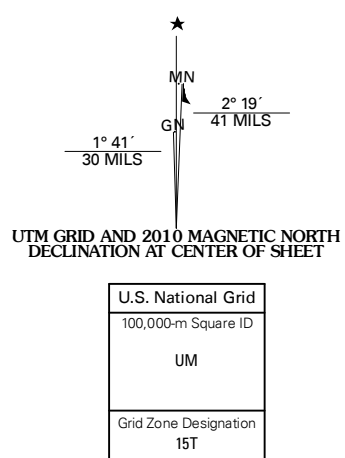 MN
2° 19´
41 MILS
GN
1° 41´
30 MILS
UTM GRID AND 2010 MAGNETIC NORTH
DECLINATION AT CENTER OF SHEET
U.S. National Grid
100,000-m Square ID
UM
Grid Zone Designation
15T